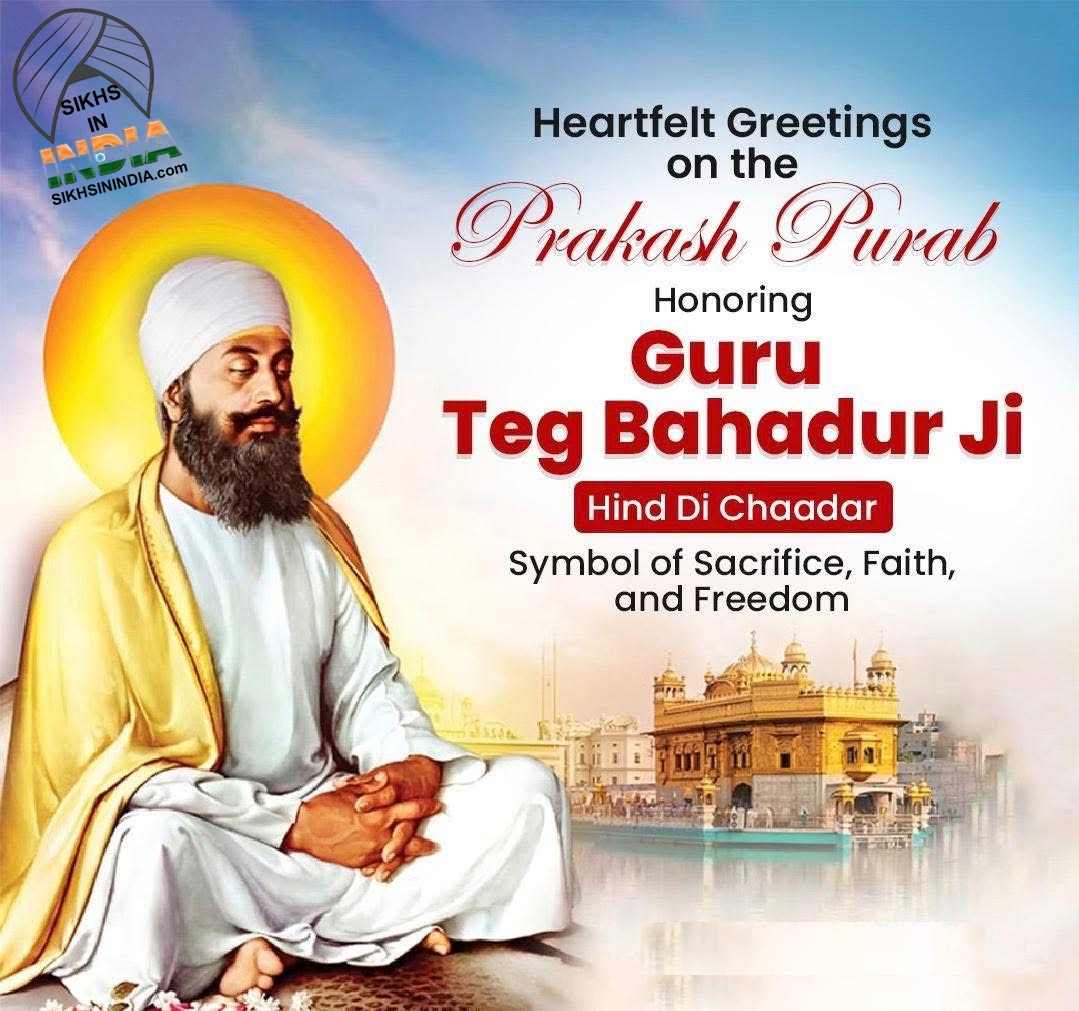 SIKHS
IN
INDIA
SIKHSININDIA.com
Heartfelt Greetings
on the
Prakash Purab
Honoring
Guru
Teg Bahadur Ji
Hind Di Chaadar
Symbol of Sacrifice, Faith,
and Freedom